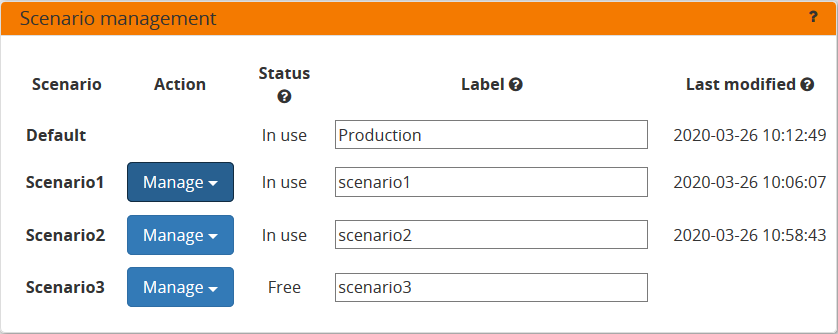 Scenario management ?
Scenario Action Status ? Label ? Last modified ?
Default In use Production 2020-03-26 10:12:49
Scenario1 Manage In use scenario1 2020-03-26 10:06:07
Scenario2 Manage In use scenario2 2020-03-26 10:58:43
Scenario3 Manage Free scenario3